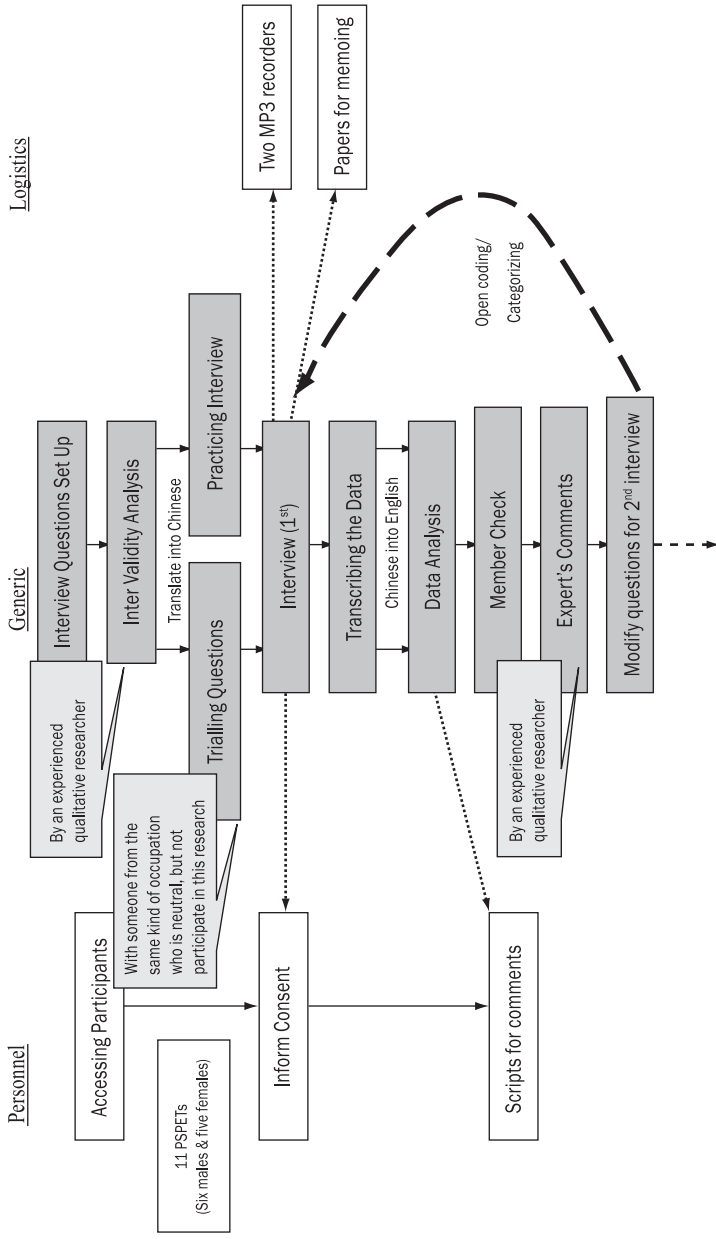 Personnel
Generic
Logistics
Accessing Participants
11 PSPETs
(Six males & five females)
Inform Consent
Scripts for comments
By an experienced
qualitative researcher
With someone from the
same kind of occupation
who is neutral, but not
participate in this research
Interview Questions Set Up
Inter Validity Analysis
Translate into Chinese
Trialling Questions
Practicing Interview
Interview (1st)
Transcribing the Data
Chinese into English
Data Analysis
Member Check
By an experienced
qualitative researcher
Expert's Comments
Modify questions for 2nd interview
Two MP3 recorders
Papers for memoing
Open coding/
Categorizing